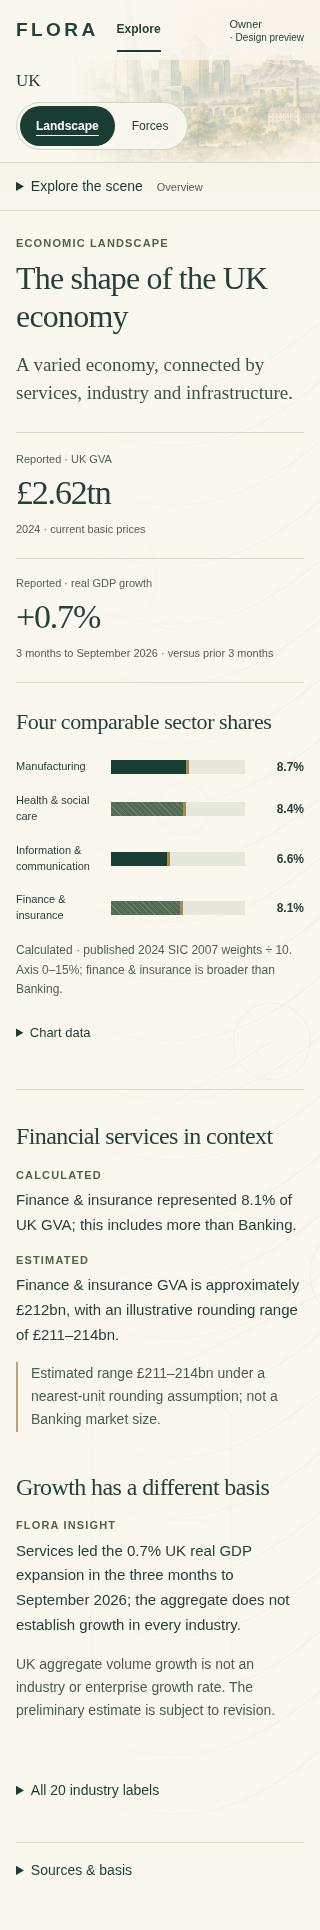 FLORA
Explore
Owner
· Design preview
UK
Landscape
Forces
Explore the scene
Overview
ECONOMIC LANDSCAPE
The shape of the UK
economy
A varied economy, connected by
services, industry and infrastructure.
Reported · UK GVA
£2.62tn
2024 · current basic prices
Reported · real GDP growth
+0.7%
3 months to September 2026 · versus prior 3 months
Four comparable sector shares
Manufacturing 8.7%
Health & social
care 8.4%
Information &
communication 6.6%
Finance &
insurance 8.1%
Calculated · published 2024 SIC 2007 weights ÷ 10.
Axis 0–15%; finance & insurance is broader than
Banking.
Chart data
Financial services in context
CALCULATED
Finance & insurance represented 8.1% of
UK GVA; this includes more than Banking.
ESTIMATED
Finance & insurance GVA is approximately
£212bn, with an illustrative rounding range
of £211–214bn.
Estimated range £211–214bn under a
nearest-unit rounding assumption; not a
Banking market size.
Growth has a different basis
FLORA INSIGHT
Services led the 0.7% UK real GDP
expansion in the three months to
September 2026; the aggregate does not
establish growth in every industry.
UK aggregate volume growth is not an
industry or enterprise growth rate. The
preliminary estimate is subject to revision.
All 20 industry labels
Sources & basis